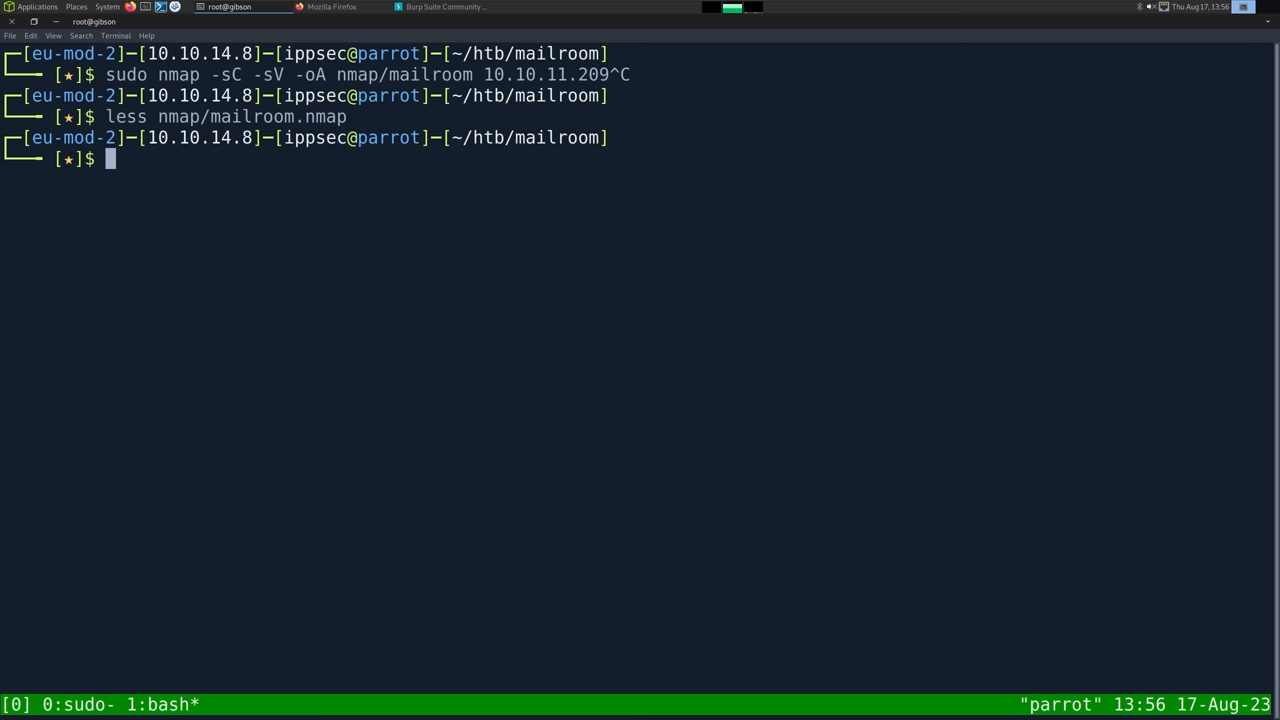 Applications Places System root@gibson Mozilla Firefox Burp Suite Community ... Thu Aug 17, 13:56
root@gibson
File Edit View Search Terminal Help
┌─[eu-mod-2]─[10.10.14.8]─[ippsec@parrot]─[~/htb/mailroom]
└──╼ [★]$ sudo nmap -sC -sV -oA nmap/mailroom 10.10.11.209^C
┌─[eu-mod-2]─[10.10.14.8]─[ippsec@parrot]─[~/htb/mailroom]
└──╼ [★]$ less nmap/mailroom.nmap
┌─[eu-mod-2]─[10.10.14.8]─[ippsec@parrot]─[~/htb/mailroom]
└──╼ [★]$
[0] 0:sudo- 1:bash* "parrot" 13:56 17-Aug-23